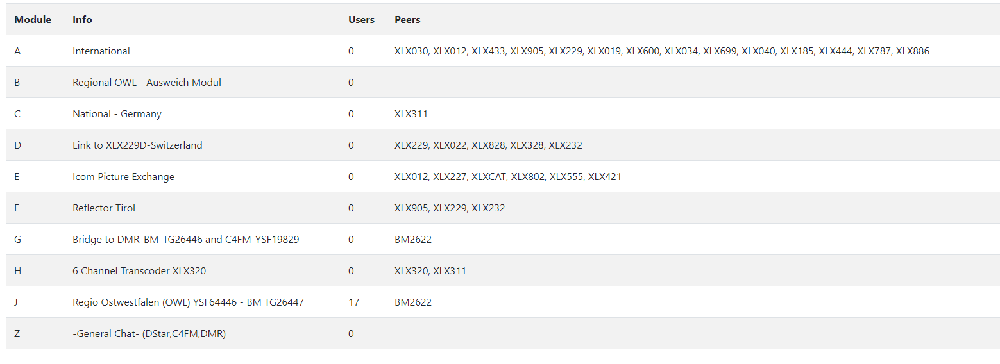 Module Info Users Peers
A International 0 XLX030, XLX012, XLX433, XLX905, XLX229, XLX019, XLX600, XLX034, XLX699, XLX040, XLX185, XLX444, XLX787, XLX886
B Regional OWL - Ausweich Modul 0
C National - Germany 0 XLX311
D Link to XLX229D-Switzerland 0 XLX229, XLX022, XLX828, XLX328, XLX232
E Icom Picture Exchange 0 XLX012, XLX227, XLXCAT, XLX802, XLX555, XLX421
F Reflector Tirol 0 XLX905, XLX229, XLX232
G Bridge to DMR-BM-TG26446 and C4FM-YSF19829 0 BM2622
H 6 Channel Transcoder XLX320 0 XLX320, XLX311
J Regio Ostwestfalen (OWL) YSF64446 - BM TG26447 17 BM2622
Z -General Chat- (DStar,C4FM,DMR) 0